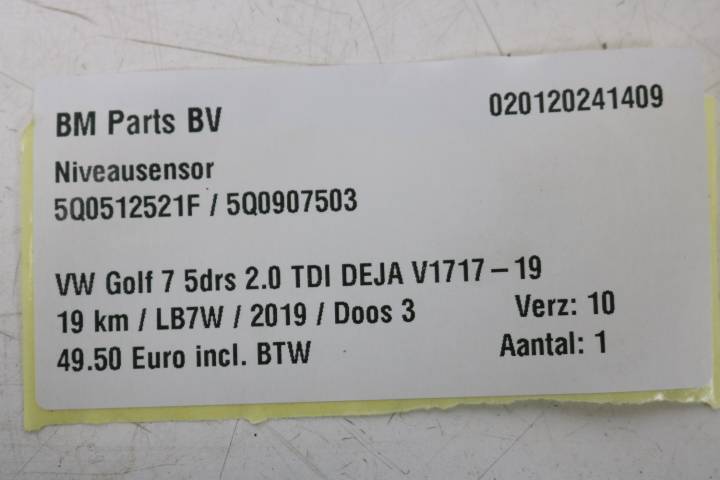 BM Parts BV 020120241409
Niveausensor
5Q0512521F / 5Q0907503
VW Golf 7 5drs 2.0 TDI DEJA V1717 – 19
19 km / LB7W / 2019 / Doos 3 Verz: 10
49.50 Euro incl. BTW Aantal: 1